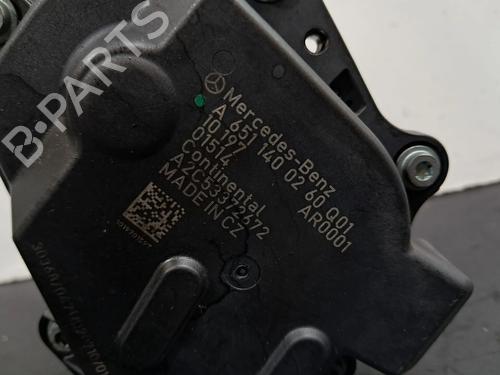 B-PARTS
Mercedes-Benz
A 651 140 02 60 Q01
10 197 AR0001
01514
Continental
A2C53372672
MADE IN CZ